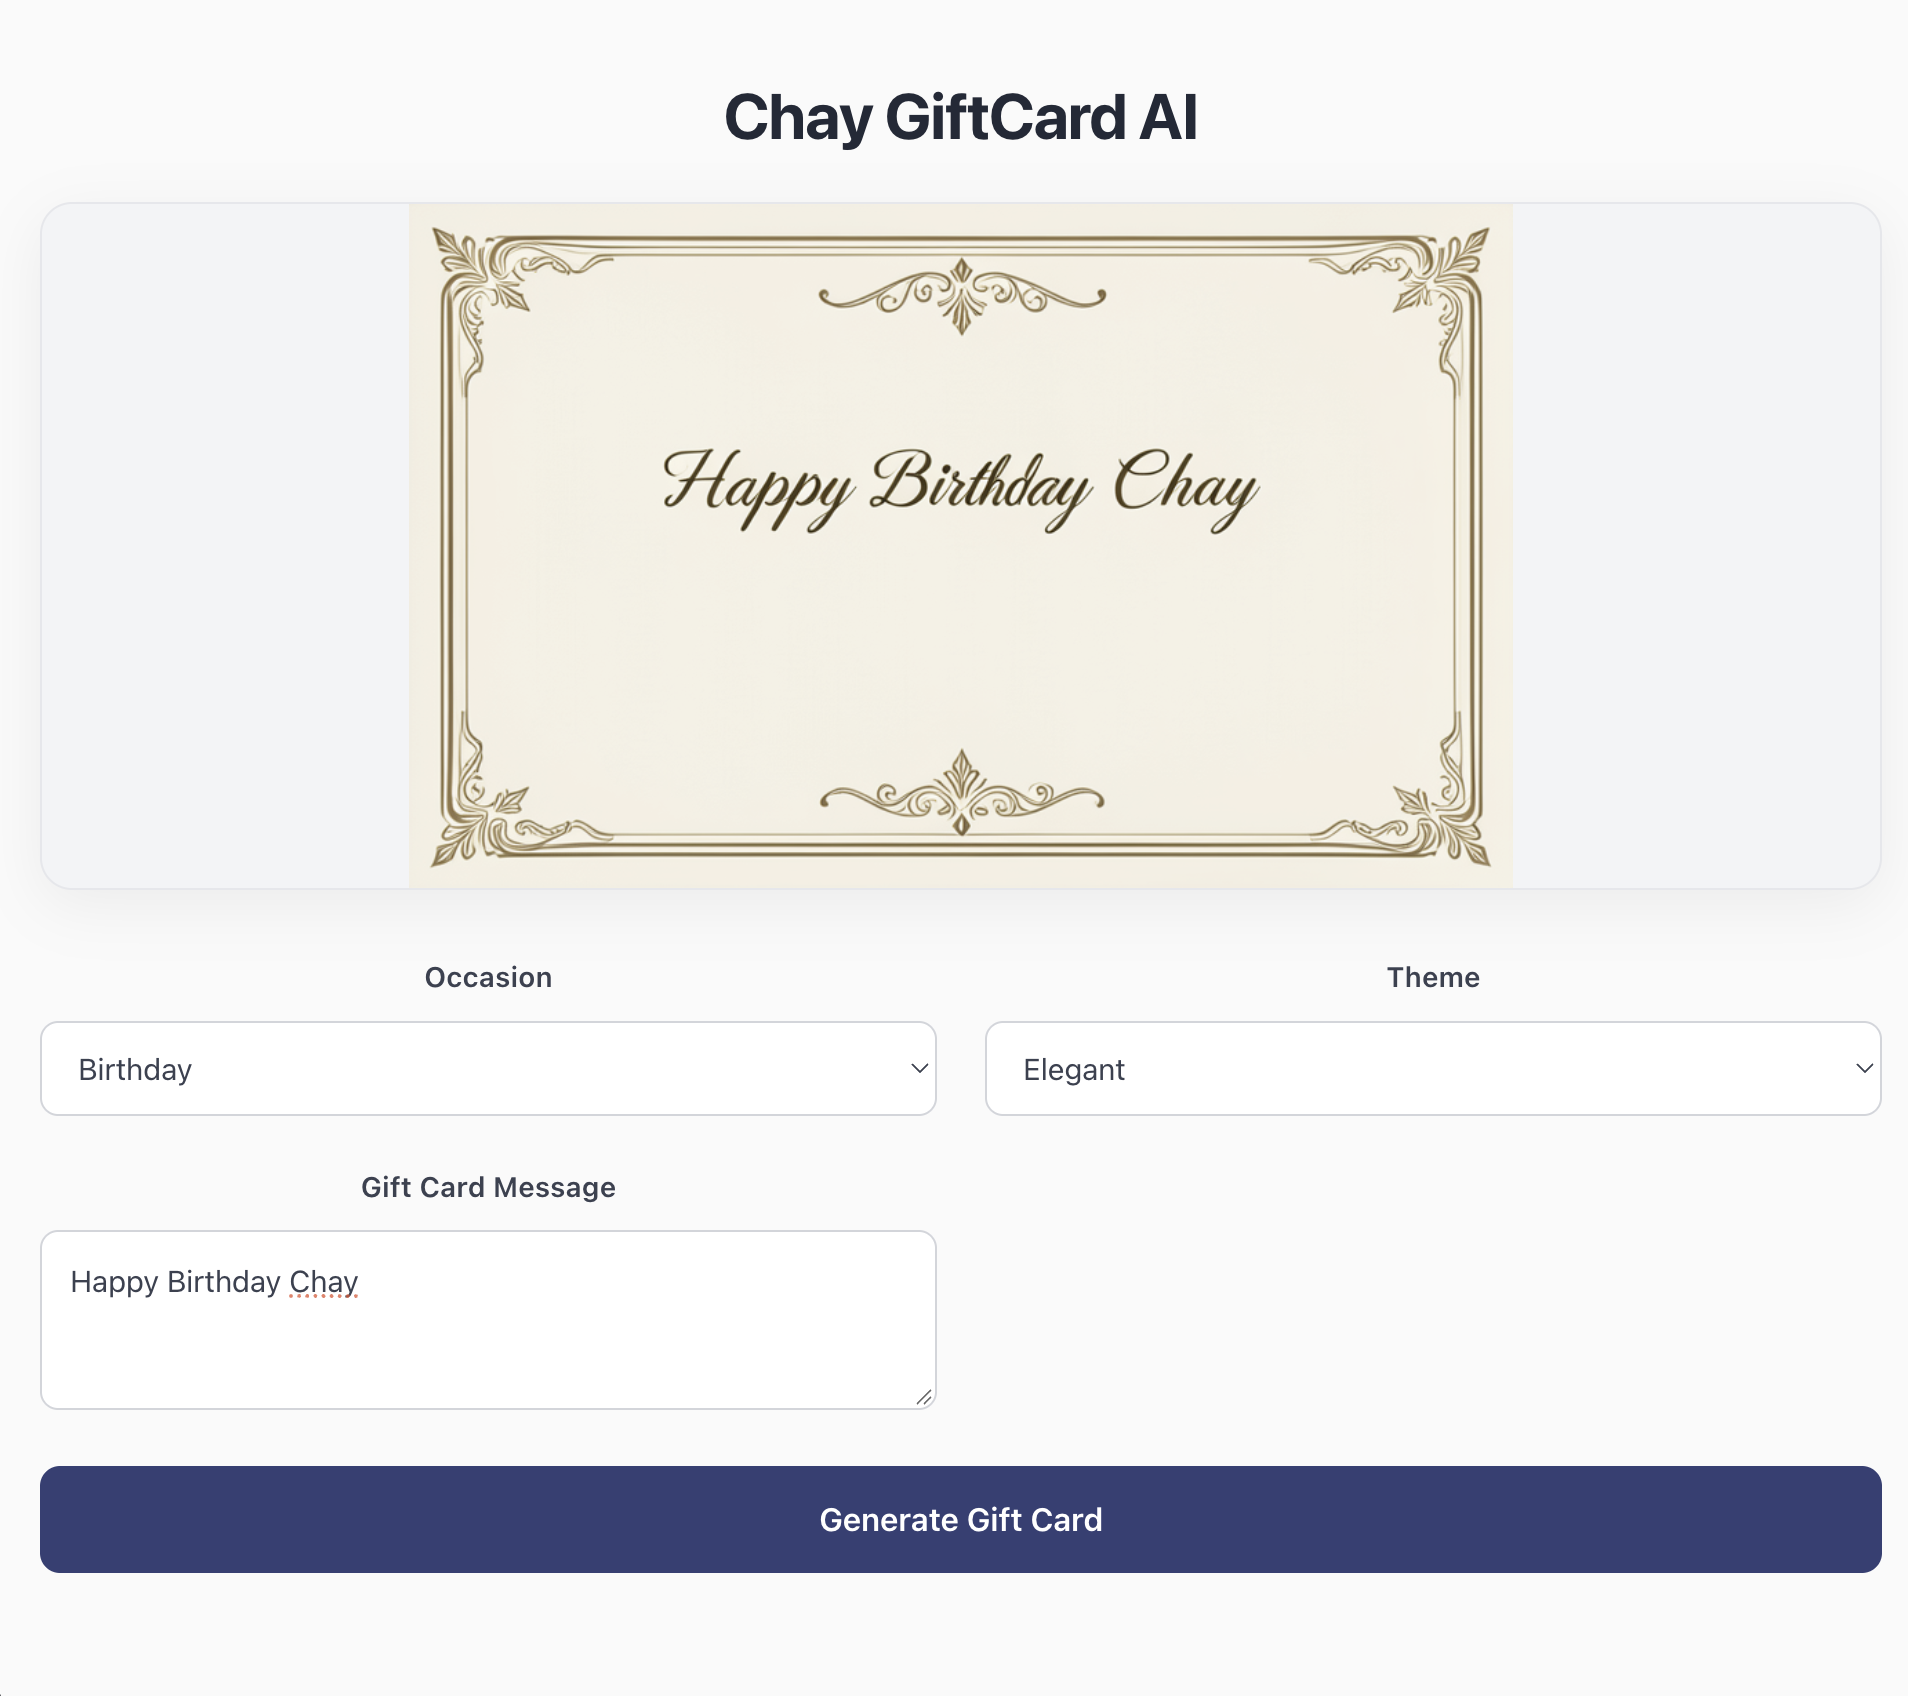 Chay GiftCard AI
Happy Birthday Chay
Occasion
Theme
Birthday
Elegant
Gift Card Message
Happy Birthday Chay
Generate Gift Card